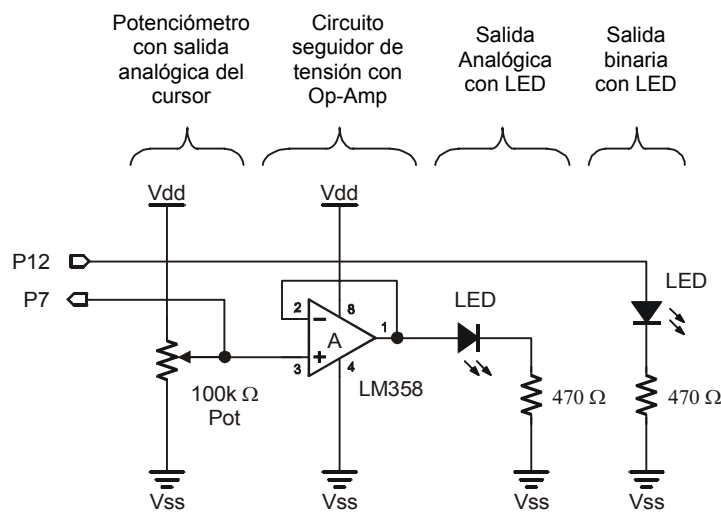 Potenciómetro
con salida
analógica del
cursor
Circuito
seguidor de
tensión con
Op-Amp
Salida
Analógica
con LED
Salida
binaria
con LED
Vdd
Vdd
P12
P7
LED
LED
2
8
1
A
3
4
LM358
100k Ω
Pot
470 Ω
470 Ω
Vss
Vss
Vss
Vss